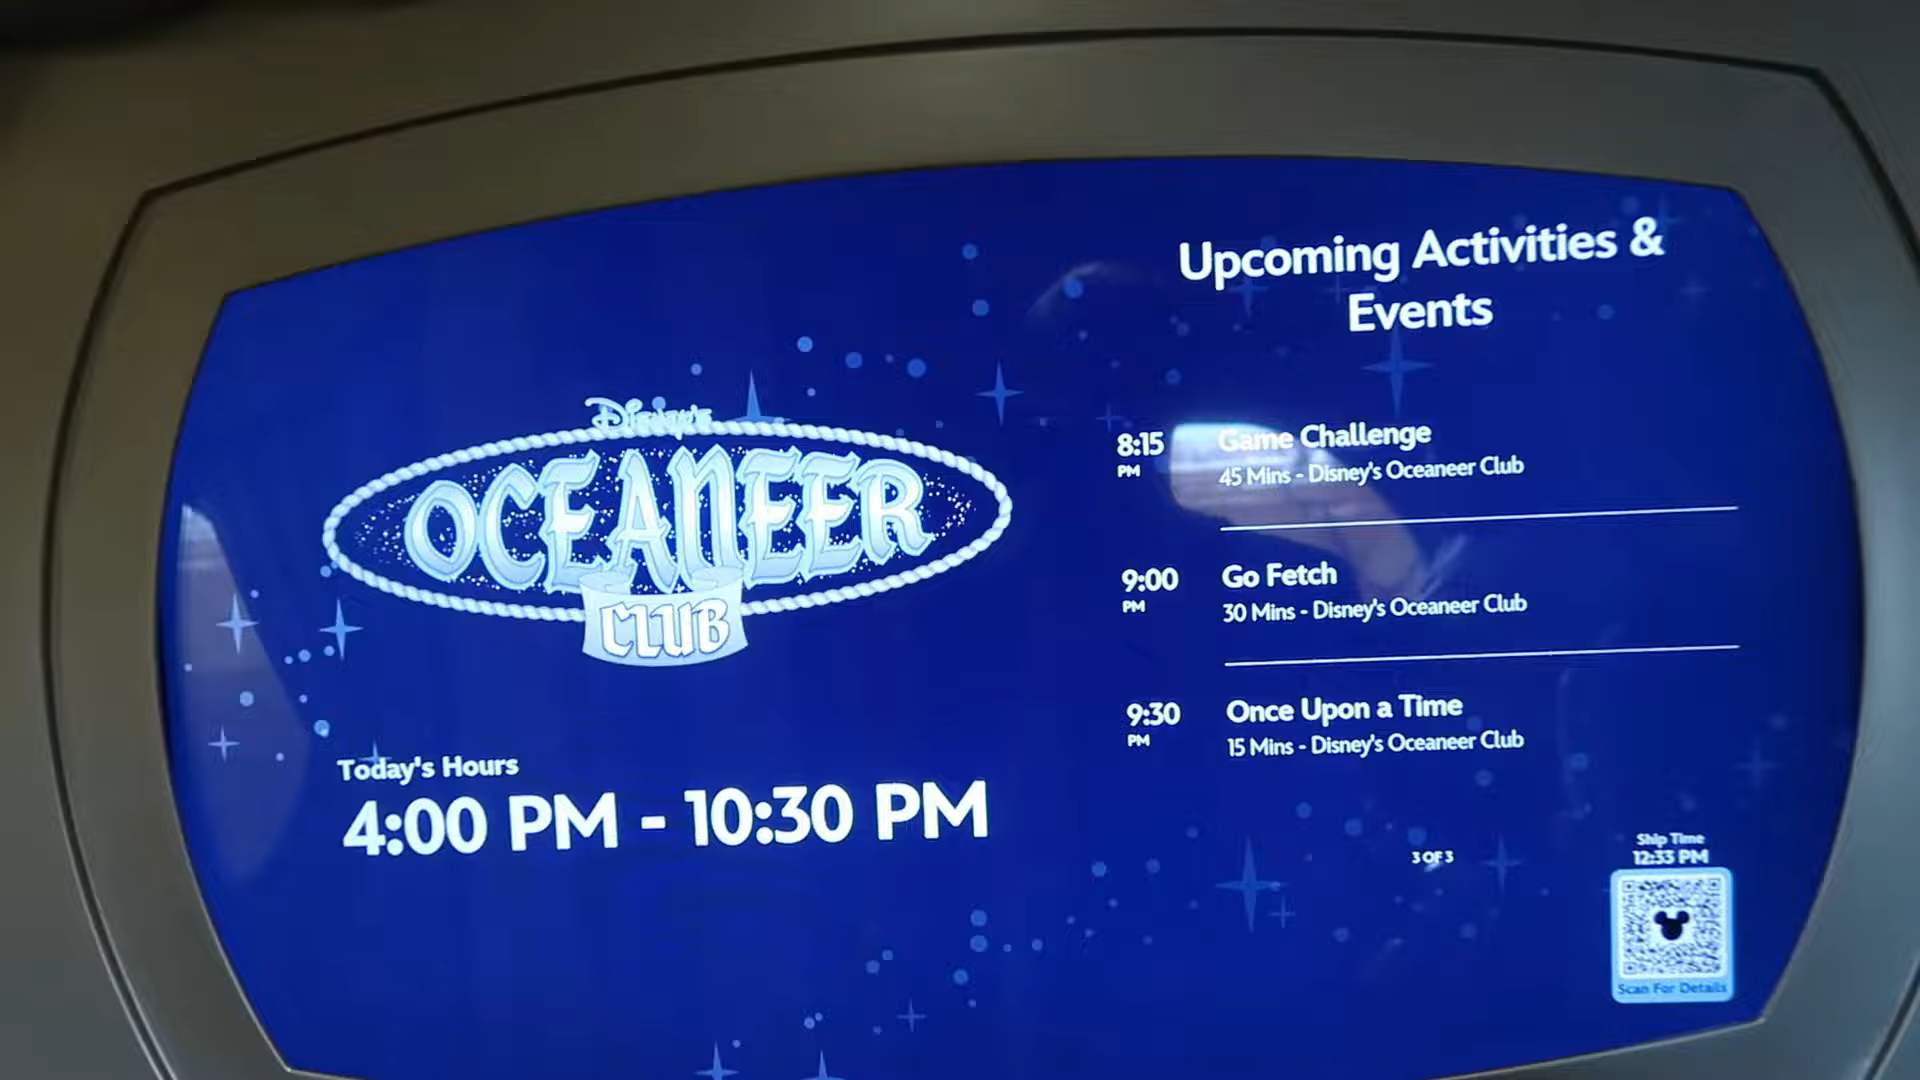 Disney's
OCEANEER
CLUB
Today's Hours
4:00 PM - 10:30 PM
Upcoming Activities &
Events
8:15
PM
Game Challenge
45 Mins - Disney's Oceaneer Club
9:00
PM
Go Fetch
30 Mins - Disney's Oceaneer Club
9:30
PM
Once Upon a Time
15 Mins - Disney's Oceaneer Club
3 OF 3
Ship Time
12:33 PM
Scan For Details